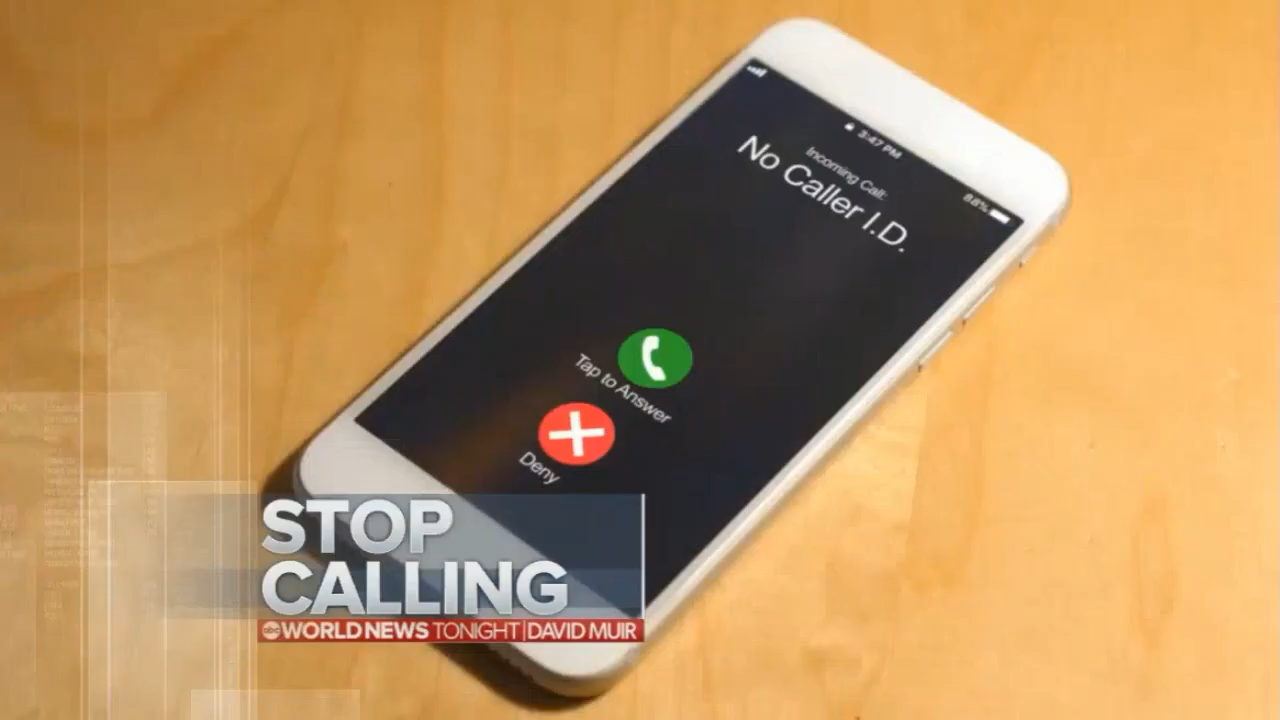 3:47 PM
88%
Incoming Call:
No Caller I.D.
Tap to Answer
Deny
STOP
CALLING
abc WORLD NEWS TONIGHT | DAVID MUIR